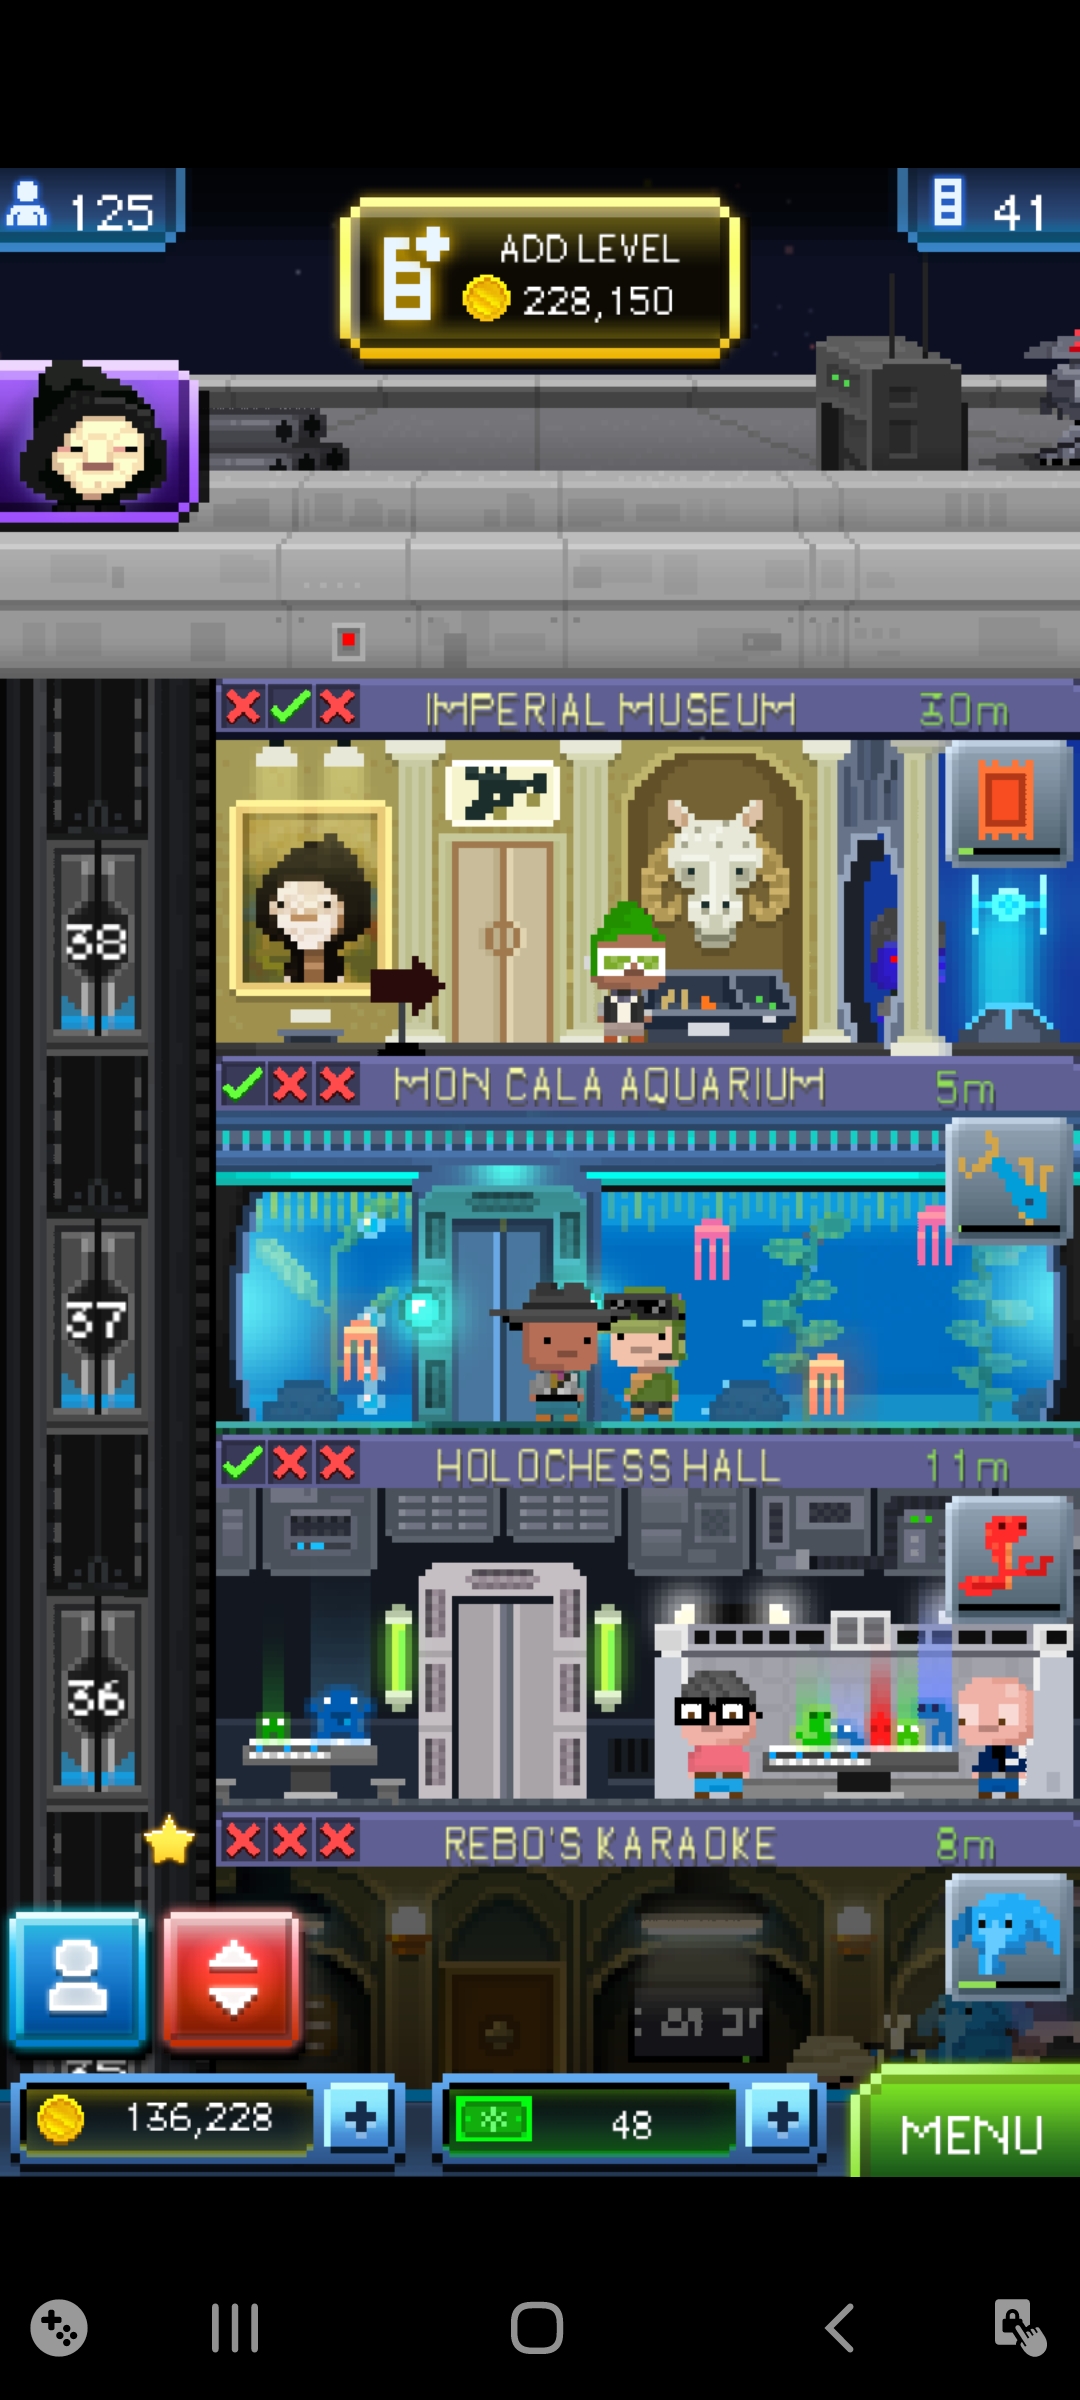 125
ADD LEVEL
228,150
41
IMPERIAL MUSEUM 30m
38
MON CALA AQUARIUM 5m
37
HOLOCHESS HALL 11m
36
REBO'S KARAOKE 8m
136,228
48
MENU